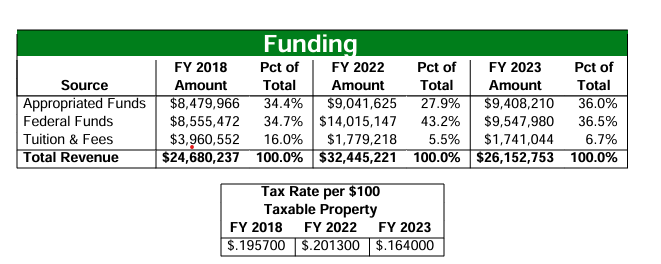 Funding
FY 2018 Pct of FY 2022 Pct of FY 2023 Pct of
Source Amount Total Amount Total Amount Total
Appropriated Funds $8,479,966 34.4% $9,041,625 27.9% $9,408,210 36.0%
Federal Funds $8,555,472 34.7% $14,015,147 43.2% $9,547,980 36.5%
Tuition & Fees $3,960,552 16.0% $1,779,218 5.5% $1,741,044 6.7%
Total Revenue $24,680,237 100.0% $32,445,221 100.0% $26,152,753 100.0%
Tax Rate per $100
Taxable Property
FY 2018 FY 2022 FY 2023
$.195700 $.201300 $.164000